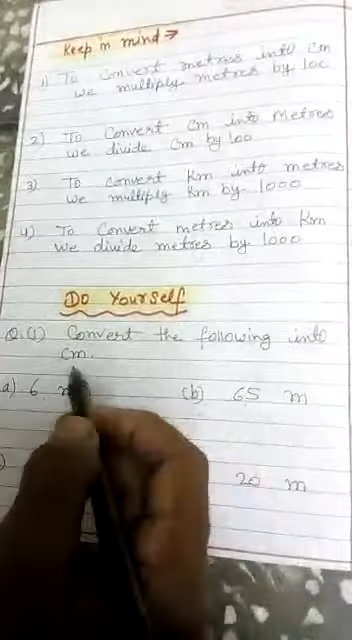 Keep in mind →
1) To Convert metres into Cm
we multiply metres by 100
2) To Convert Cm into Metres
we divide Cm by 100
3) To convert Km into metres
we multiply Km by 1000
4) To Convert metres into Km
We divide metres by 1000
Do Yourself
Q.(1) Convert the following into
Cm.
a) 6 m (b) 65 m
) 20 m